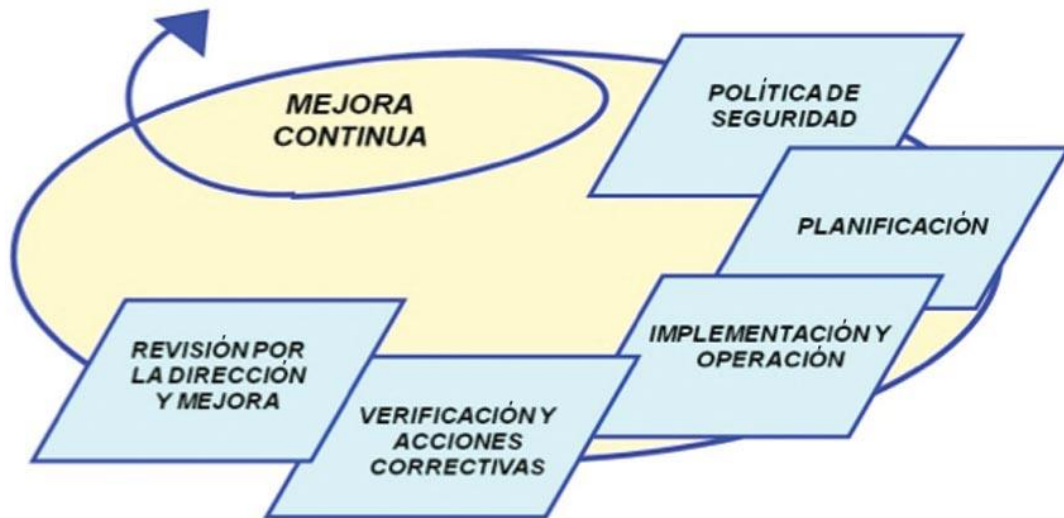 MEJORA
CONTINUA
POLÍTICA DE
SEGURIDAD
PLANIFICACIÓN
IMPLEMENTACIÓN Y
OPERACIÓN
VERIFICACIÓN Y
ACCIONES
CORRECTIVAS
REVISIÓN POR
LA DIRECCIÓN
Y MEJORA